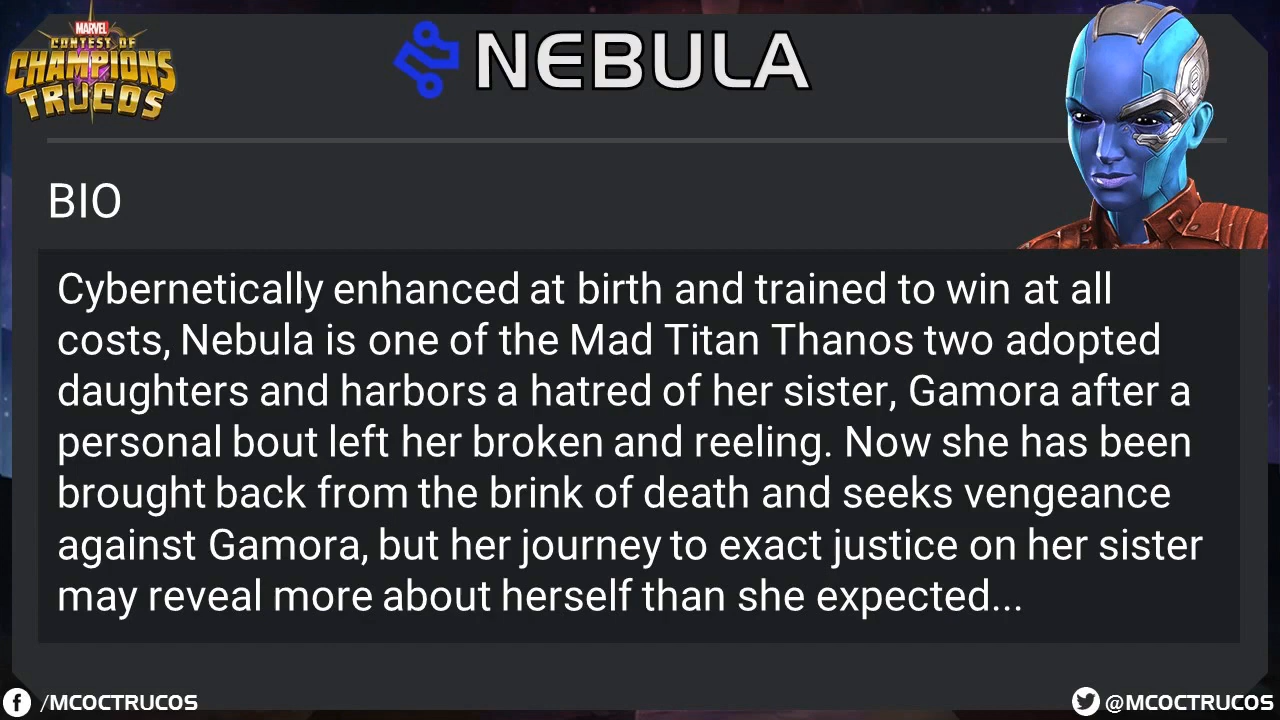 MARVEL
CONTEST OF
CHAMPIONS
TRUCOS
NEBULA
BIO
Cybernetically enhanced at birth and trained to win at all
costs, Nebula is one of the Mad Titan Thanos two adopted
daughters and harbors a hatred of her sister, Gamora after a
personal bout left her broken and reeling. Now she has been
brought back from the brink of death and seeks vengeance
against Gamora, but her journey to exact justice on her sister
may reveal more about herself than she expected...
/MCOCTRUCOS
@MCOCTRUCOS